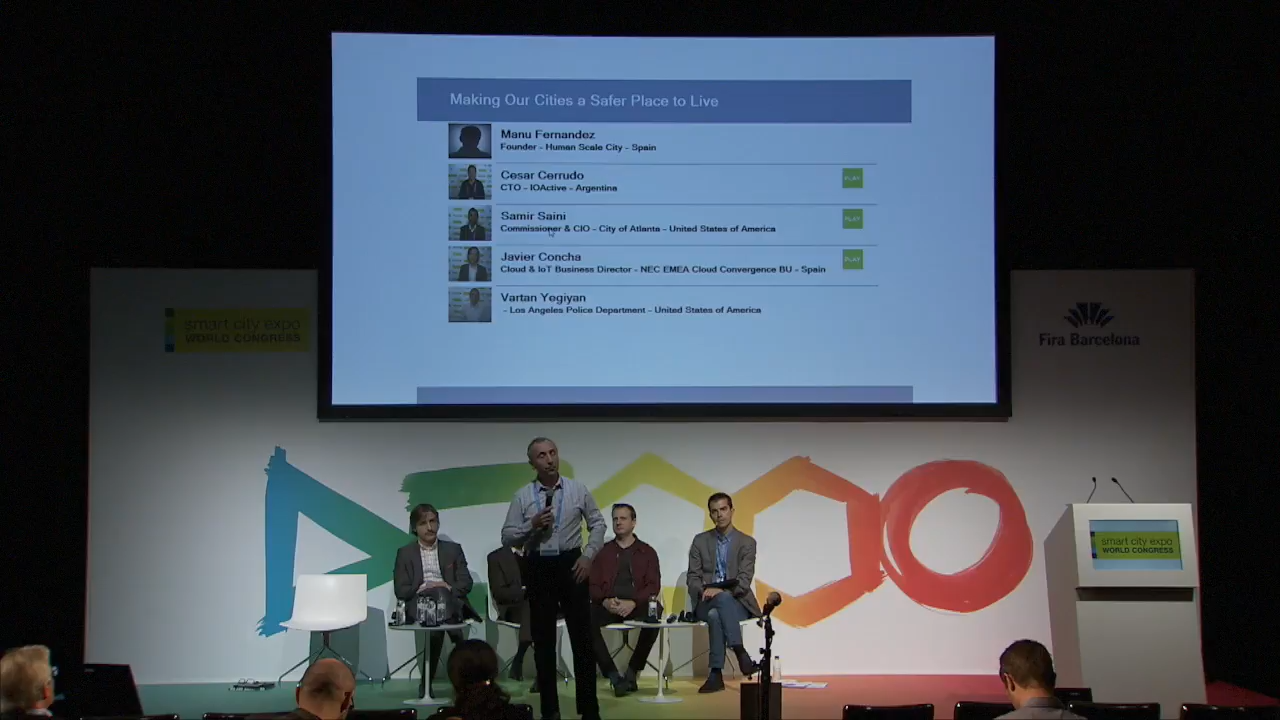 Making Our Cities a Safer Place to Live
Manu Fernandez
Founder - Human Scale City - Spain
Cesar Cerrudo
CTO - IOActive - Argentina
PLAY
Samir Saini
Commissioner & CIO - City of Atlanta - United States of America
PLAY
Javier Concha
Cloud & IoT Business Director - NEC EMEA Cloud Convergence BU - Spain
PLAY
Vartan Yegiyan
- Los Angeles Police Department - United States of America
smart city expo
WORLD CONGRESS
Fira Barcelona
smart city expo
WORLD CONGRESS